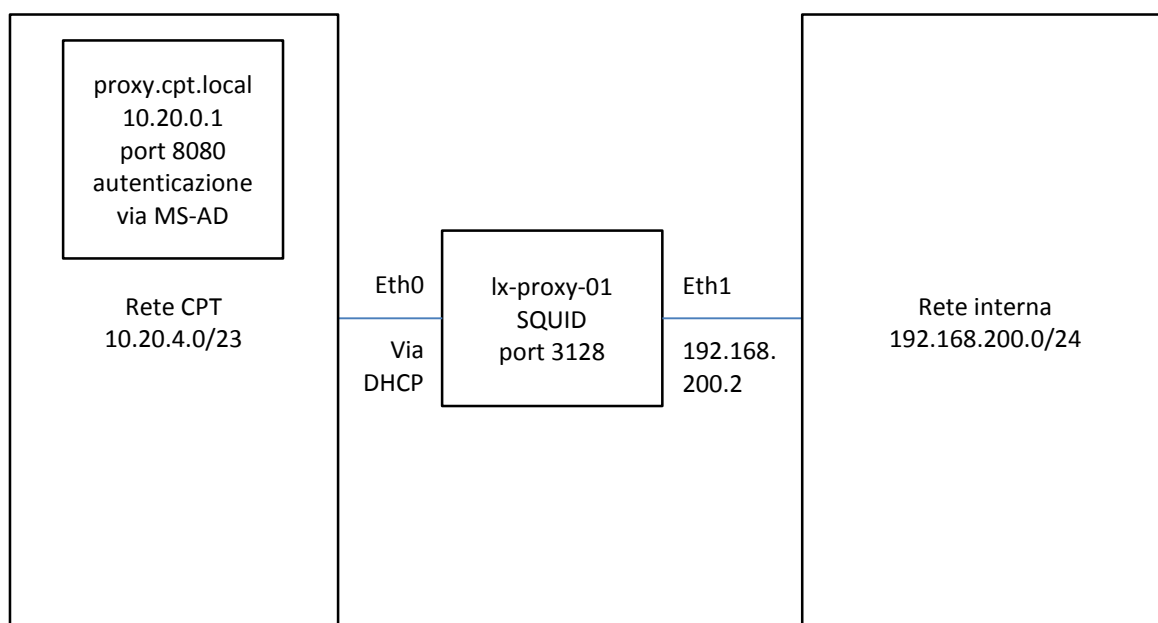 proxy.cpt.local
10.20.0.1
port 8080
autenticazione
via MS-AD
Rete CPT
10.20.4.0/23
Eth0
Via
DHCP
lx-proxy-01
SQUID
port 3128
Eth1
192.168.
200.2
Rete interna
192.168.200.0/24